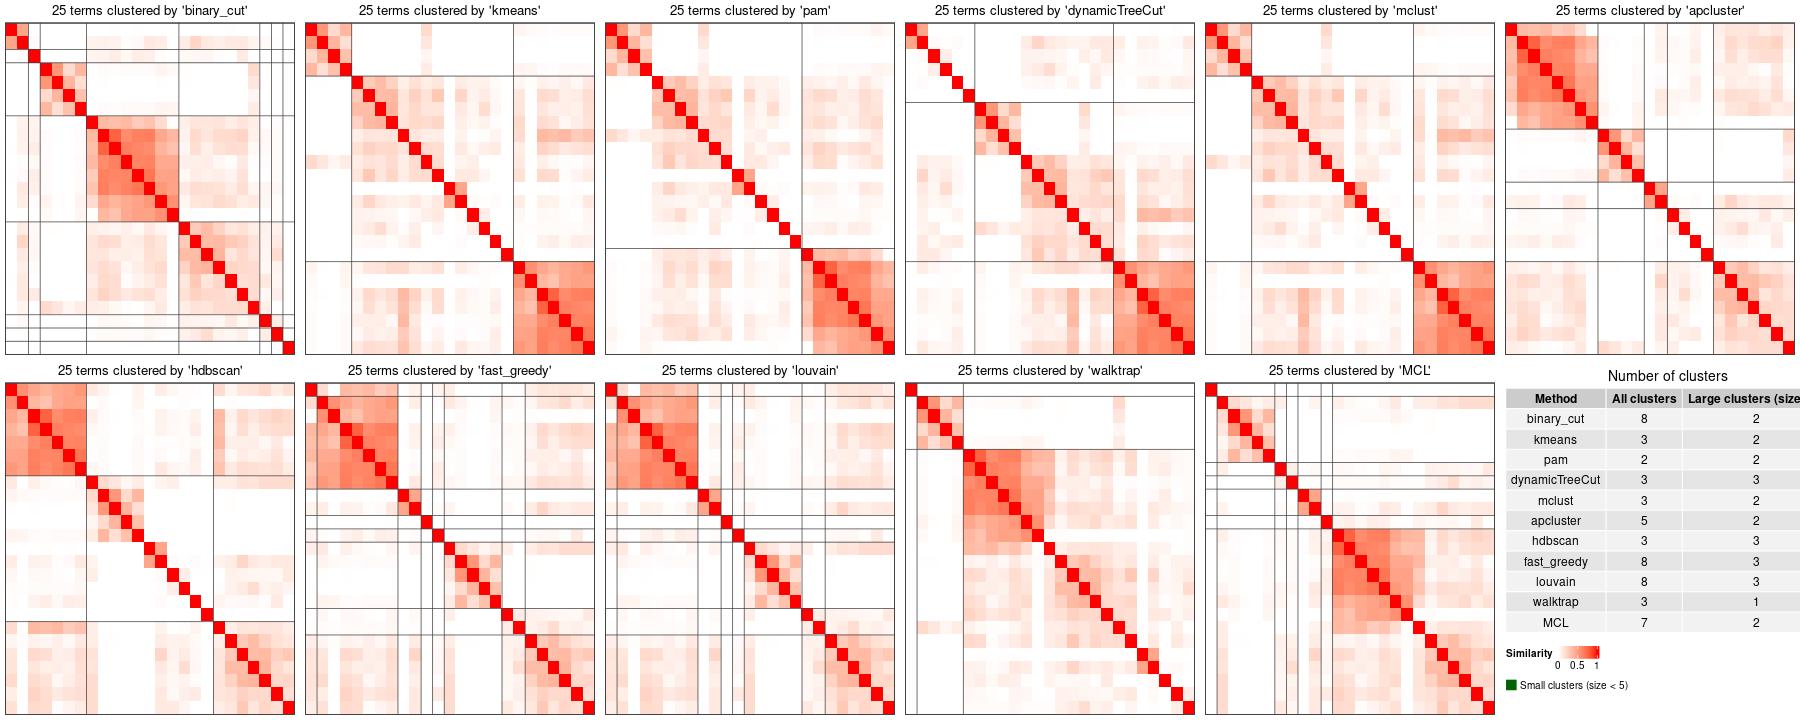 25 terms clustered by 'binary_cut'
25 terms clustered by 'kmeans'
25 terms clustered by 'pam'
25 terms clustered by 'dynamicTreeCut'
25 terms clustered by 'mclust'
25 terms clustered by 'apcluster'
25 terms clustered by 'hdbscan'
25 terms clustered by 'fast_greedy'
25 terms clustered by 'louvain'
25 terms clustered by 'walktrap'
25 terms clustered by 'MCL'
Number of clusters
Method All clusters Large clusters (size
binary_cut 8 2
kmeans 3 2
pam 2 2
dynamicTreeCut 3 3
mclust 3 2
apcluster 5 2
hdbscan 3 3
fast_greedy 8 3
louvain 8 3
walktrap 3 1
MCL 7 2
Similarity
0 0.5 1
Small clusters (size < 5)